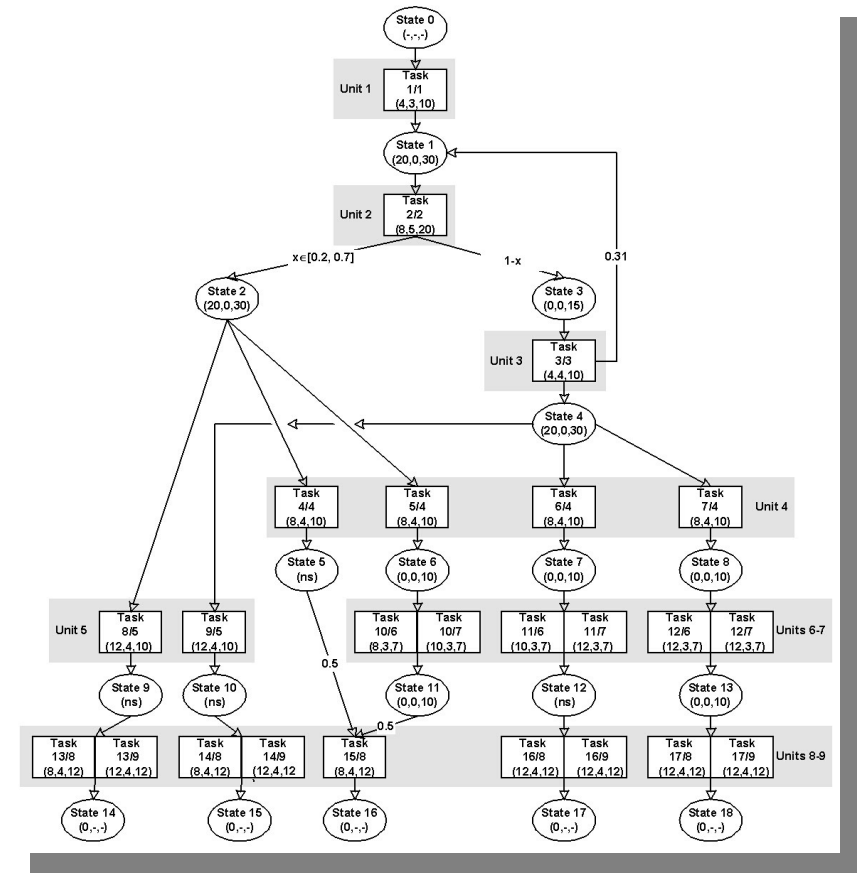 State 0
(-,-,-)
Unit 1
Task
1/1
(4,3,10)
State 1
(20,0,30)
Unit 2
Task
2/2
(8,5,20)
x∈[0.2, 0.7]
1-x
0.31
State 2
(20,0,30)
State 3
(0,0,15)
Unit 3
Task
3/3
(4,4,10)
State 4
(20,0,30)
Task
4/4
(8,4,10)
Task
5/4
(8,4,10)
Task
6/4
(8,4,10)
Task
7/4
(8,4,10)
Unit 4
State 5
(ns)
State 6
(0,0,10)
State 7
(0,0,10)
State 8
(0,0,10)
Unit 5
Task
8/5
(12,4,10)
Task
9/5
(12,4,10)
Task
10/6
(8,3,7)
Task
10/7
(10,3,7)
Task
11/6
(10,3,7)
Task
11/7
(12,3,7)
Task
12/6
(12,3,7)
Task
12/7
(12,3,7)
Units 6-7
0.5
State 9
(ns)
State 10
(ns)
State 11
(0,0,10)
State 12
(ns)
State 13
(0,0,10)
0.5
Task
13/8
(8,4,12)
Task
13/9
(12,4,12)
Task
14/8
(8,4,12)
Task
14/9
(12,4,12
Task
15/8
(8,4,12)
Task
16/8
(12,4,12)
Task
16/9
(12,4,12)
Task
17/8
(12,4,12)
Task
17/9
(12,4,12)
Units 8-9
State 14
(0,-,-)
State 15
(0,-,-)
State 16
(0,-,-)
State 17
(0,-,-)
State 18
(0,-,-)